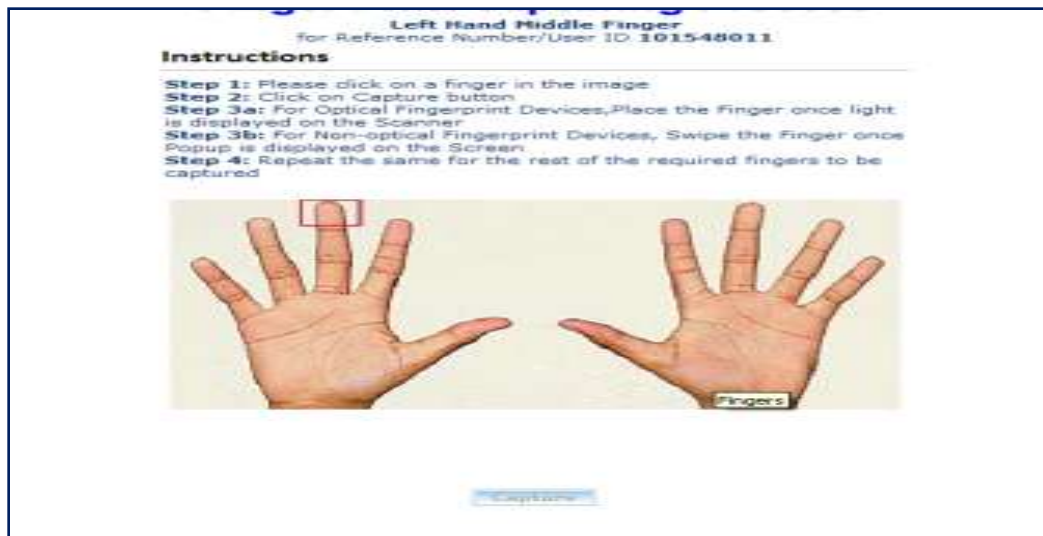 Left Hand Middle Finger
for Reference Number/User ID 101548011
Instructions
Step 1: Please click on a finger in the image
Step 2: Click on Capture button
Step 3a: For Optical Fingerprint Devices,Place the Finger once light
is displayed on the Scanner
Step 3b: For Non-optical Fingerprint Devices, Swipe the Finger once
Popup is displayed on the Screen
Step 4: Repeat the same for the rest of the required fingers to be
captured
Fingers
Capture